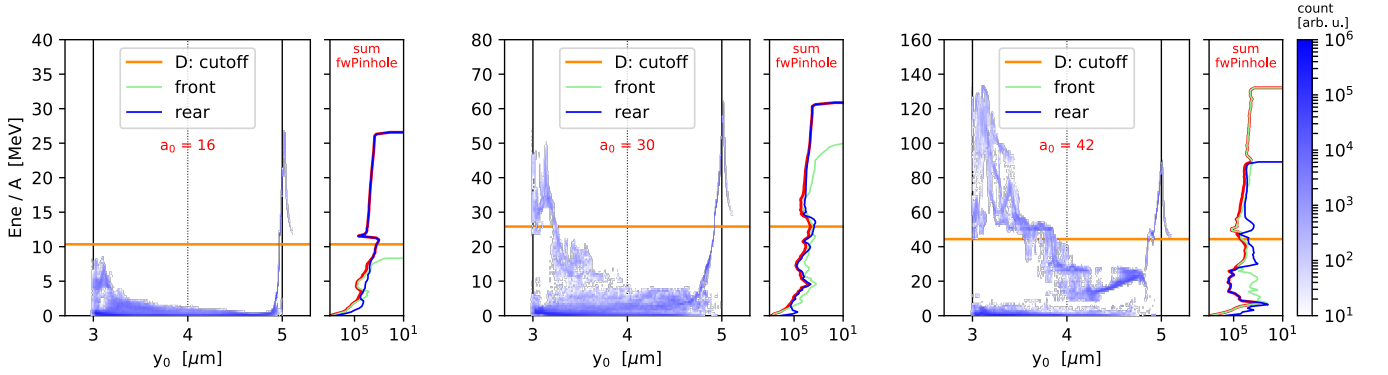 count
[arb. u.]
Ene / A [MeV]
40
35
30
25
20
15
10
5
0
D: cutoff
front
rear
a₀ = 16
3
4
5
y₀ [μm]
sum
fwPinhole
10⁵
10¹
80
70
60
50
40
30
20
10
0
D: cutoff
front
rear
a₀ = 30
3
4
5
y₀ [μm]
sum
fwPinhole
10⁵
10¹
160
140
120
100
80
60
40
20
0
D: cutoff
front
rear
a₀ = 42
3
4
5
y₀ [μm]
sum
fwPinhole
10⁵
10¹
10⁶
10⁵
10⁴
10³
10²
10¹